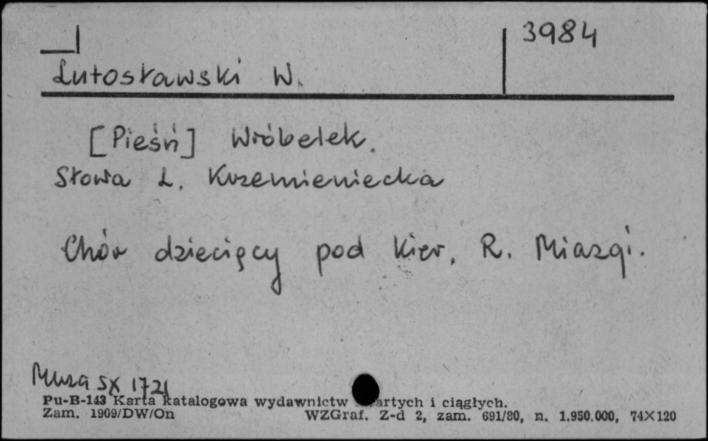 3984
Lutosławski W.
[Pieśń] Wróbelek.
Słowa L. Krzemieniecka
Chór dziecięcy pod kier. R. Miazgi.
Muza SX 1721
Pu-B-143 Karta katalogowa wydawnictw artych i ciągłych.
Zam. 1909/DW/On WZGraf. Z-d 2, zam. 691/80, n. 1.950.000, 74X120